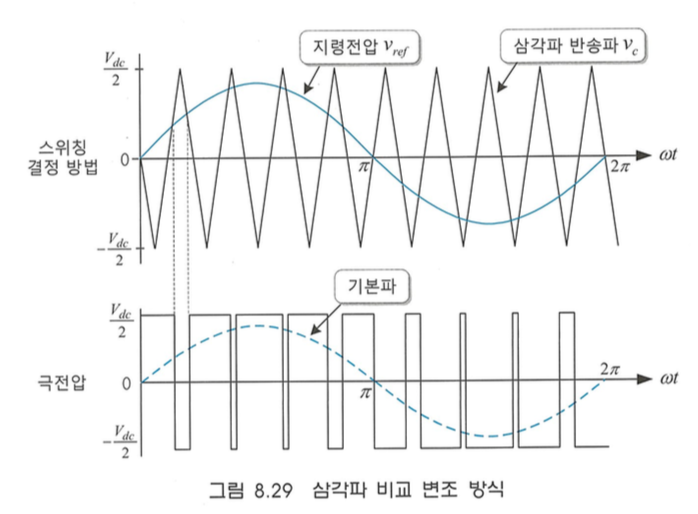 지령전압 v_ref
삼각파 반송파 v_c
V_dc
2
스위칭
결정 방법
0
π
2π
ωt
-V_dc
2
기본파
V_dc
2
극전압
0
π
2π
ωt
-V_dc
2
그림 8.29 삼각파 비교 변조 방식